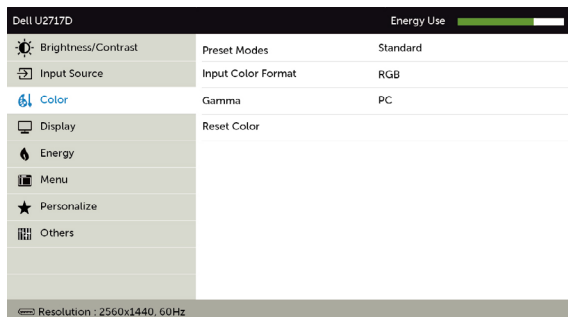 Dell U2717D Energy Use
Brightness/Contrast
Input Source
Color
Display
Energy
Menu
Personalize
Others
Preset Modes Standard
Input Color Format RGB
Gamma PC
Reset Color
Resolution : 2560x1440, 60Hz